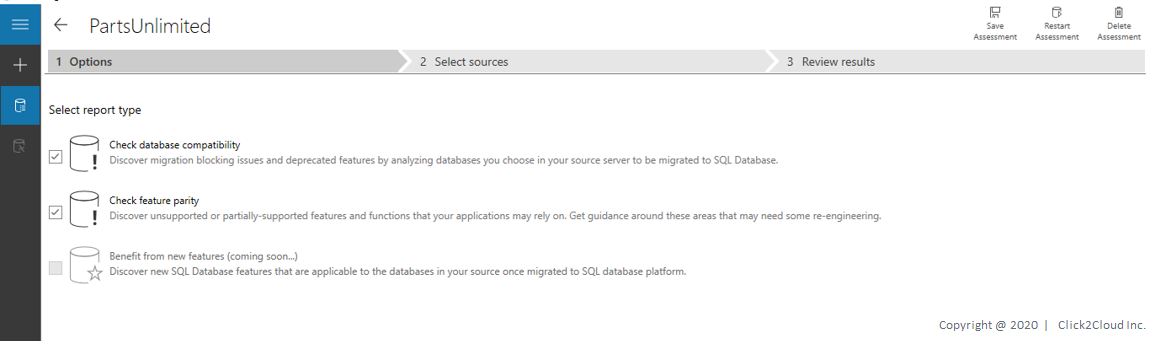 PartsUnlimited
Save Assessment
Restart Assessment
Delete Assessment
1 Options
2 Select sources
3 Review results
Select report type
Check database compatibility
Discover migration blocking issues and deprecated features by analyzing databases you choose in your source server to be migrated to SQL Database.
Check feature parity
Discover unsupported or partially-supported features and functions that your applications may rely on. Get guidance around these areas that may need some re-engineering.
Benefit from new features (coming soon...)
Discover new SQL Database features that are applicable to the databases in your source once migrated to SQL database platform.
Copyright @ 2020 | Click2Cloud Inc.